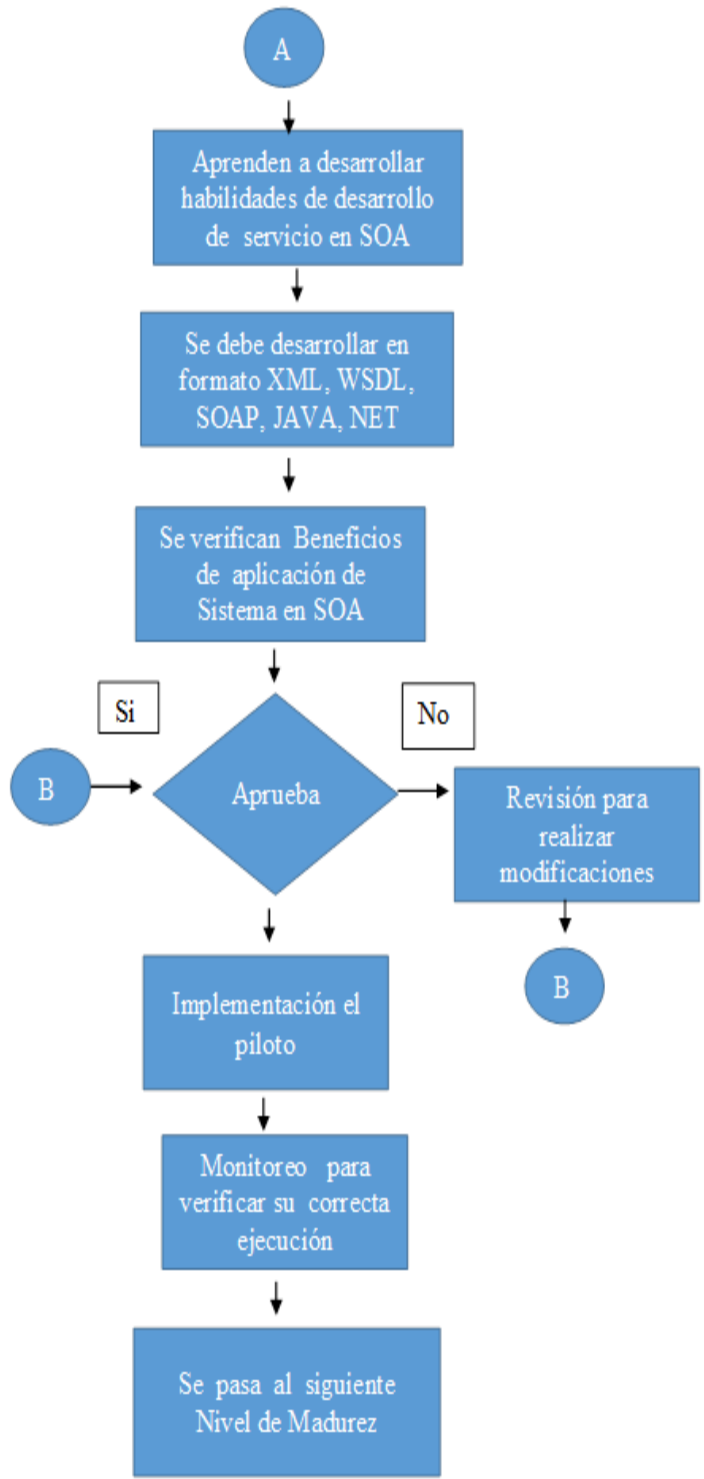 A
Aprenden a desarrollar
habilidades de desarrollo
de servicio en SOA
Se debe desarrollar en
formato XML, WSDL,
SOAP, JAVA, NET
Se verifican Beneficios
de aplicación de
Sistema en SOA
Si
No
B
Aprueba
Revisión para
realizar
modificaciones
B
Implementación el
piloto
Monitoreo para
verificar su correcta
ejecución
Se pasa al siguiente
Nivel de Madurez